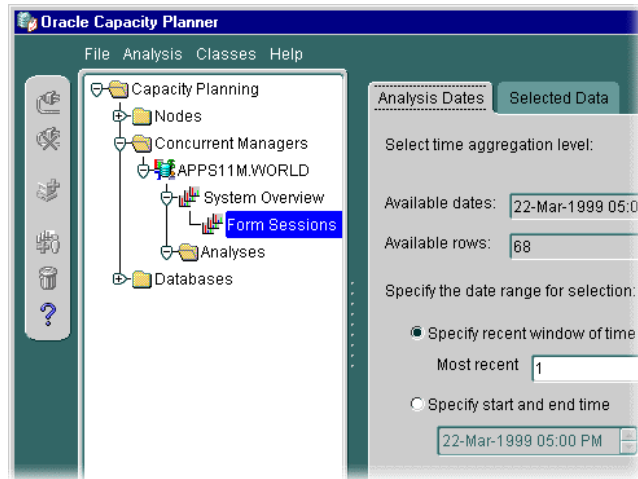 Oracle Capacity Planner
File Analysis Classes Help
Capacity Planning
Nodes
Concurrent Managers
APPS11M.WORLD
System Overview
Form Sessions
Analyses
Databases
Analysis Dates Selected Data
Select time aggregation level:
Available dates: 22-Mar-1999 05:0
Available rows: 68
Specify the date range for selection:
Specify recent window of time
Most recent 1
Specify start and end time
22-Mar-1999 05:00 PM
?